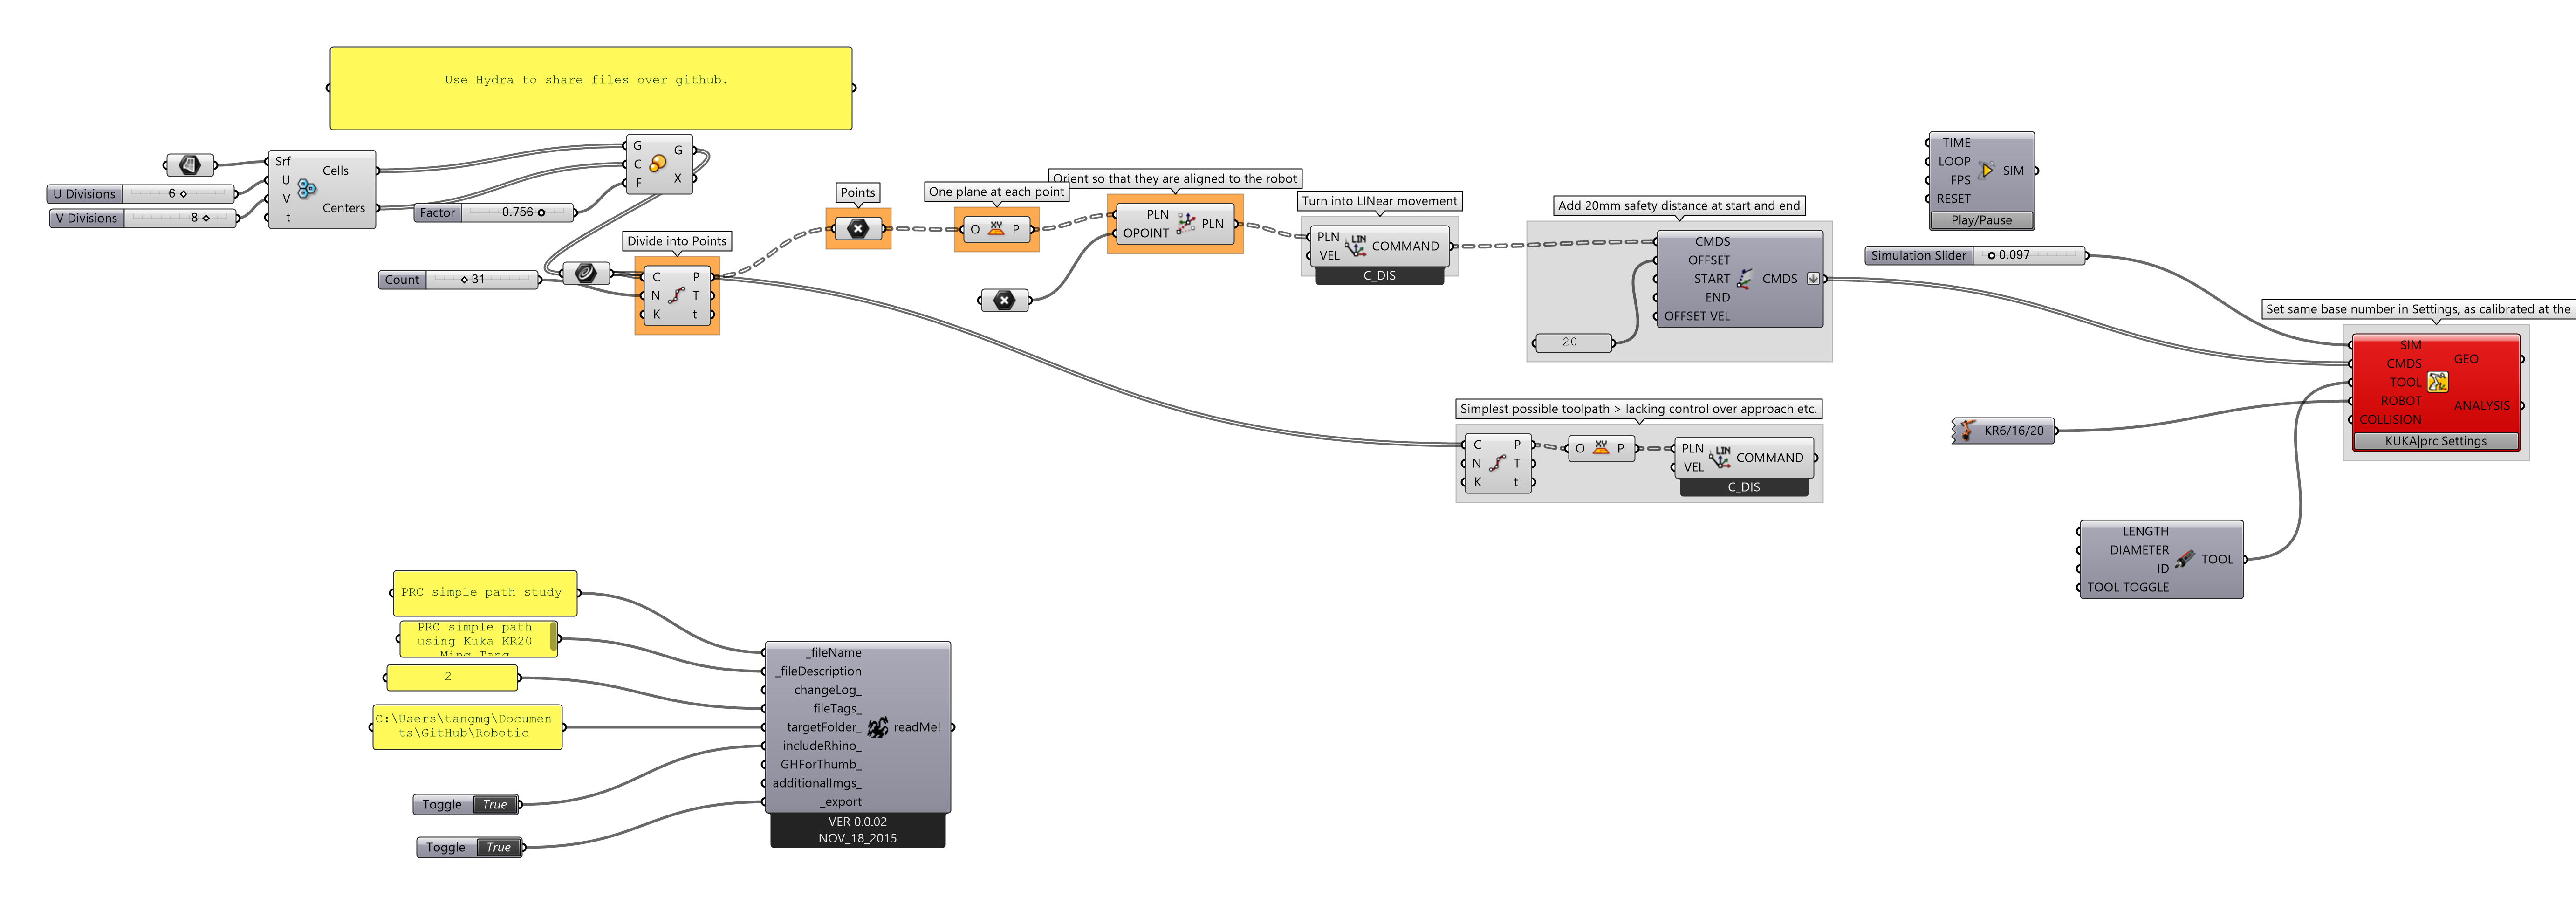 Use Hydra to share files over github.
Srf
U
V
t
Cells
Centers
U Divisions
6
V Divisions
8
Factor
0.756
G
C
F
G
X
Count
31
Divide into Points
C
N
K
P
T
t
Points
One plane at each point
O
XY
P
Orient so that they are aligned to the robot
PLN
OPOINT
PLN
Turn into LINear movement
PLN
VEL
LIN
COMMAND
C_DIS
Add 20mm safety distance at start and end
CMDS
OFFSET
START
END
OFFSET VEL
CMDS
20
TIME
LOOP
FPS
RESET
SIM
Play/Pause
Simulation Slider
0.097
Set same base number in Settings, as calibrated at the
SIM
CMDS
TOOL
ROBOT
COLLISION
GEO
ANALYSIS
KUKA|prc Settings
Simplest possible toolpath > lacking control over approach etc.
C
N
K
P
T
t
O
XY
P
PLN
VEL
LIN
COMMAND
C_DIS
KR6/16/20
LENGTH
DIAMETER
ID
TOOL TOGGLE
TOOL
PRC simple path study
PRC simple path
using Kuka KR20
Ming Tang
2
C:\Users\tangmg\Documen
ts\GitHub\Robotic
Toggle
True
Toggle
True
_fileName
_fileDescription
changeLog_
fileTags_
targetFolder_
includeRhino_
GHForThumb_
additionalImgs_
_export
readMe!
VER 0.0.02
NOV_18_2015